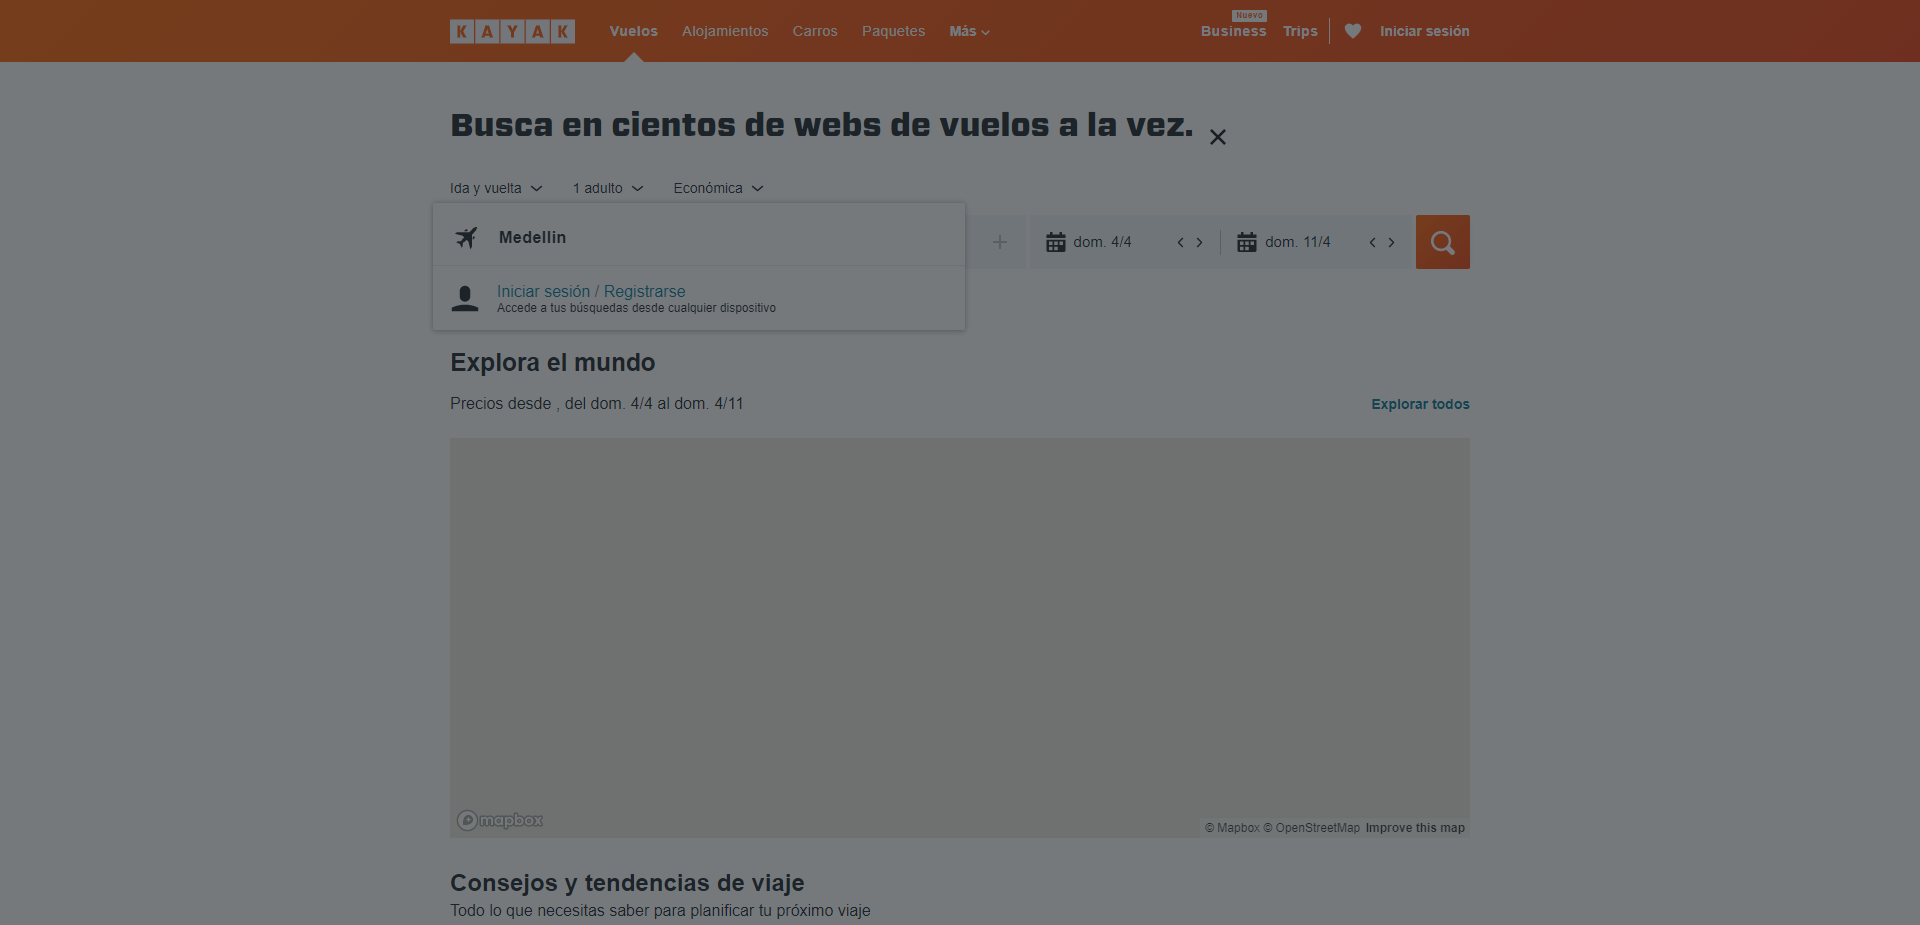 KAYAK Vuelos Alojamientos Carros Paquetes Más Nuevo Business Trips Iniciar sesión
Busca en cientos de webs de vuelos a la vez.
Ida y vuelta 1 adulto Económica
Medellin
dom. 4/4 dom. 11/4
Iniciar sesión / Registrarse
Accede a tus búsquedas desde cualquier dispositivo
Explora el mundo
Precios desde , del dom. 4/4 al dom. 4/11 Explorar todos
mapbox
© Mapbox © OpenStreetMap Improve this map
Consejos y tendencias de viaje
Todo lo que necesitas saber para planificar tu próximo viaje